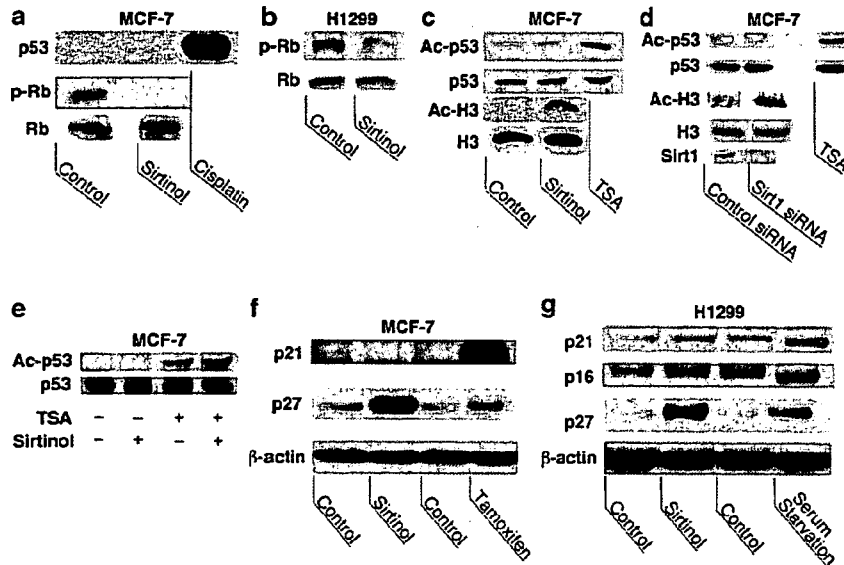 a
MCF-7
p53
p-Rb
Rb
Control
Sirtinol
Cisplatin
b
H1299
p-Rb
Rb
Control
Sirtinol
c
MCF-7
Ac-p53
p53
Ac-H3
H3
Control
Sirtinol
TSA
d
MCF-7
Ac-p53
p53
Ac-H3
H3
Sirt1
Control siRNA
Sirt1 siRNA
TSA
e
MCF-7
Ac-p53
p53
TSA – – + +
Sirtinol – + – +
f
MCF-7
p21
p27
β-actin
Control
Sirtinol
Control
Tamoxifen
g
H1299
p21
p16
p27
β-actin
Control
Sirtinol
Control
Serum
Starvation